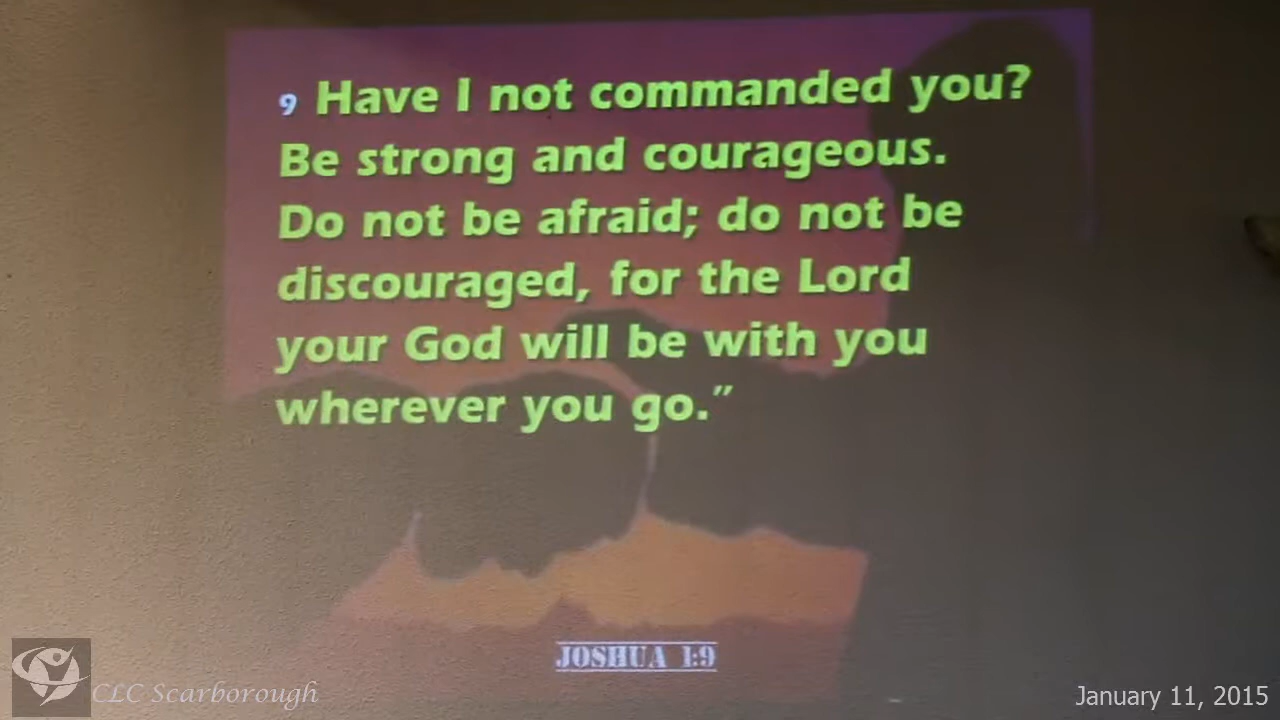 9 Have I not commanded you?
Be strong and courageous.
Do not be afraid; do not be
discouraged, for the Lord
your God will be with you
wherever you go.”
JOSHUA 1:9
CLC Scarborough
January 11, 2015